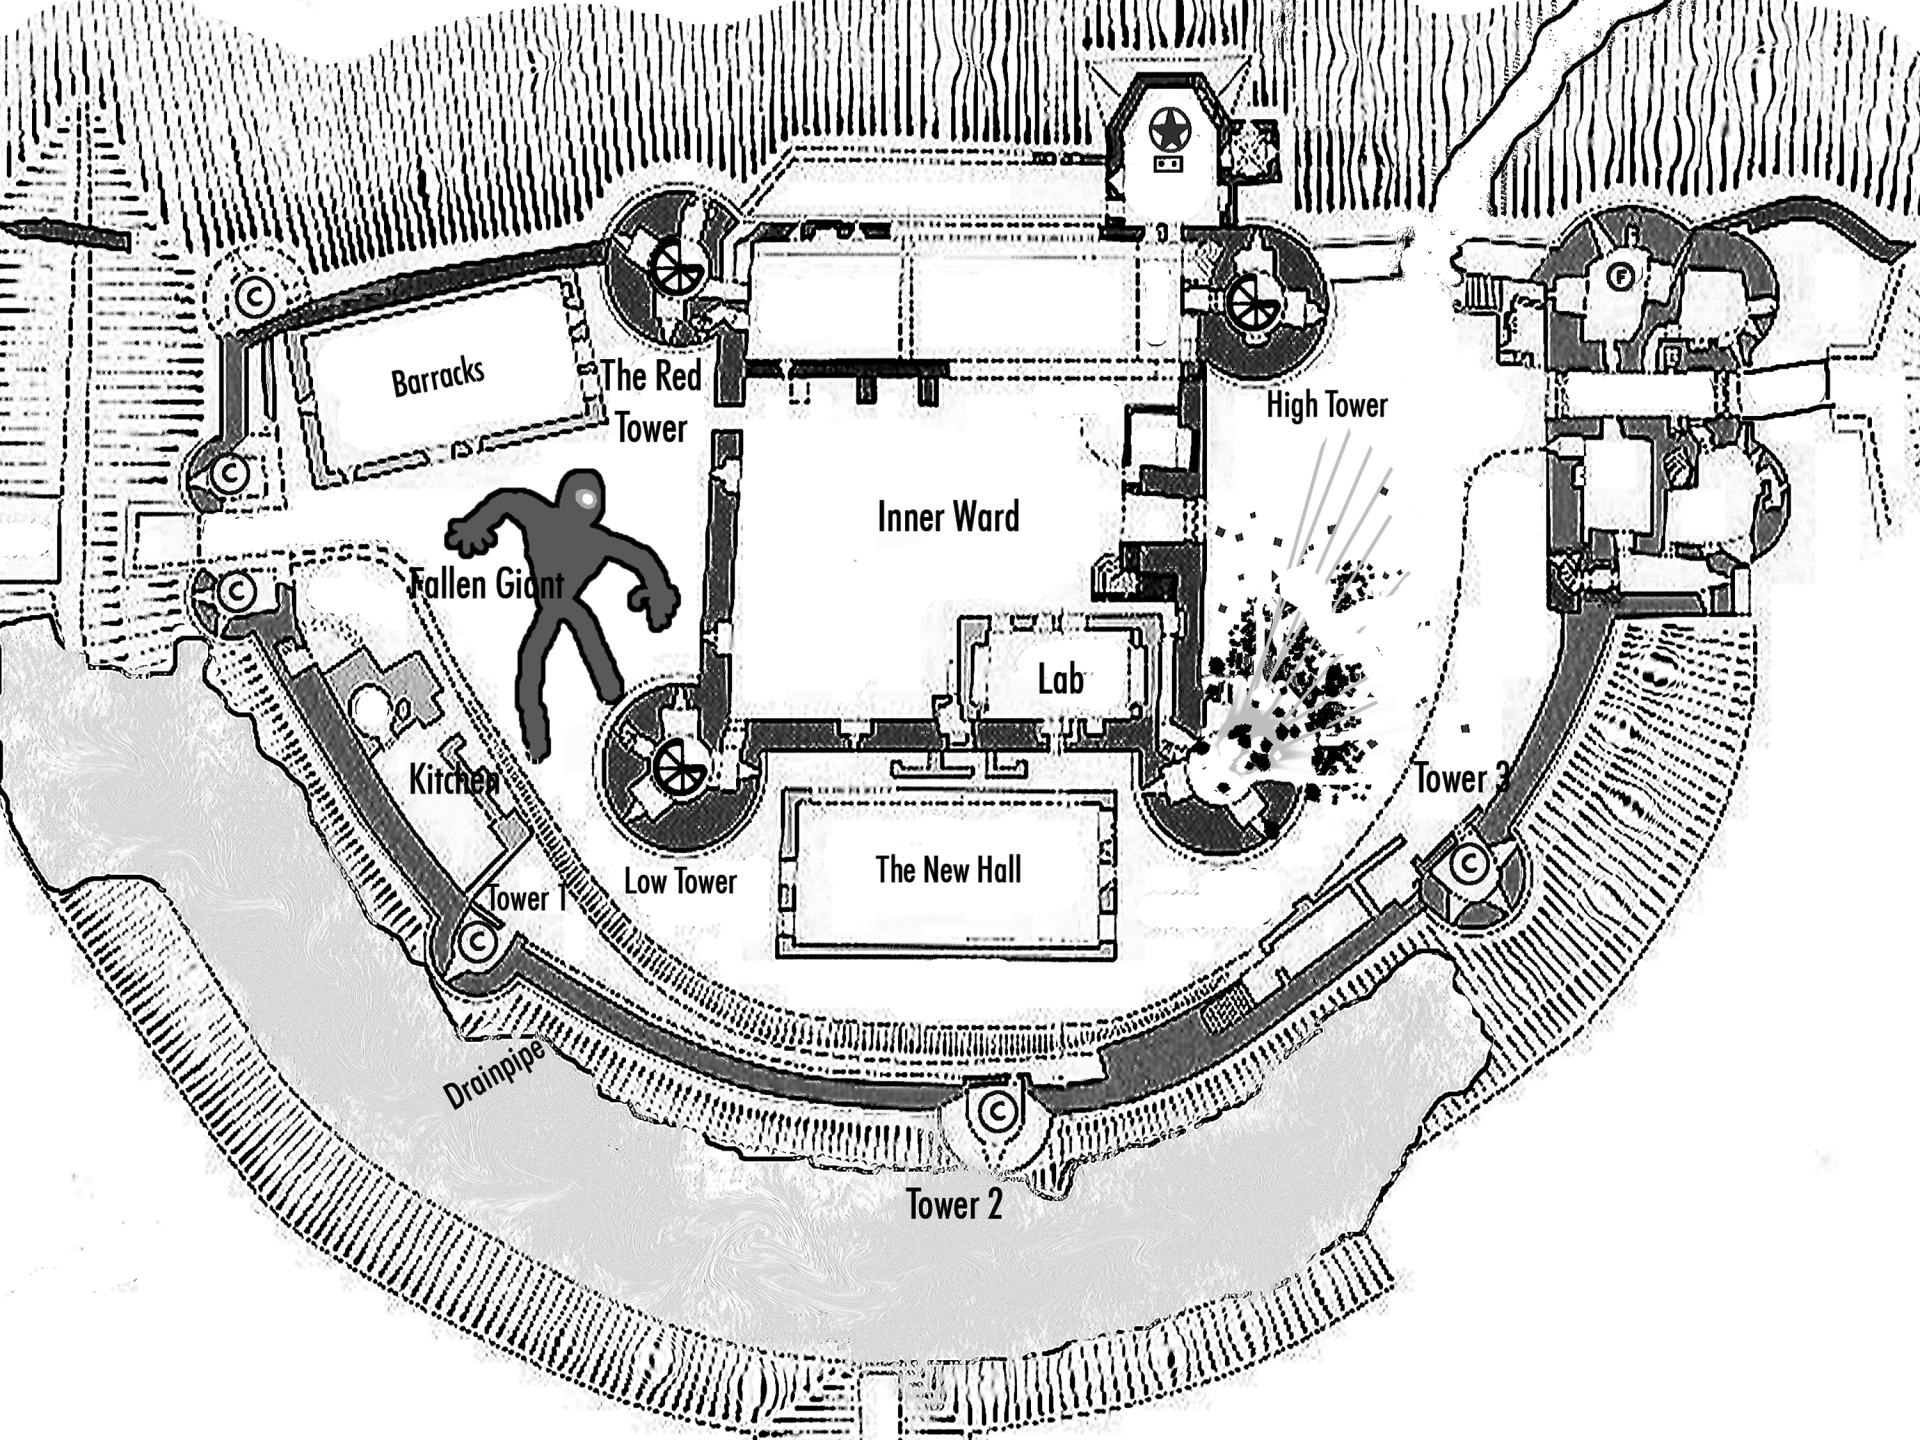 C
F
Barracks
The Red
Tower
High Tower
C
Inner Ward
Fallen Giant
C
Lab
Kitchen
Tower 3
The New Hall
Low Tower
Tower 1
C
C
Drainpipe
C
Tower 2